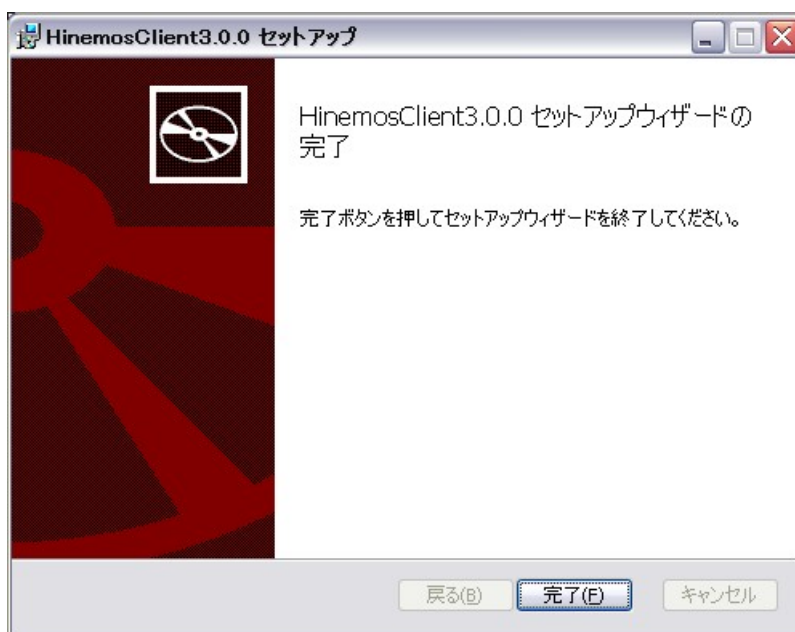 HinemosClient3.0.0 セットアップ
HinemosClient3.0.0 セットアップウィザードの
完了
完了ボタンを押してセットアップウィザードを終了してください。
戻る(B) 完了(F) キャンセル